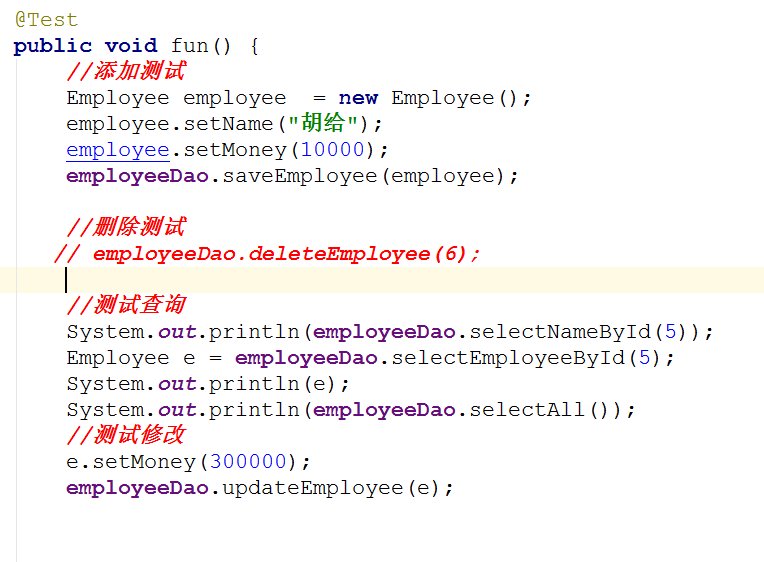 @Test
public void fun() {
//添加测试
Employee employee  = new Employee();
employee.setName("胡给");
employee.setMoney(10000);
employeeDao.saveEmployee(employee);
//删除测试
// employeeDao.deleteEmployee(6);
//测试查询
System.out.println(employeeDao.selectNameById(5));
Employee e = employeeDao.selectEmployeeById(5);
System.out.println(e);
System.out.println(employeeDao.selectAll());
//测试修改
e.setMoney(300000);
employeeDao.updateEmployee(e);